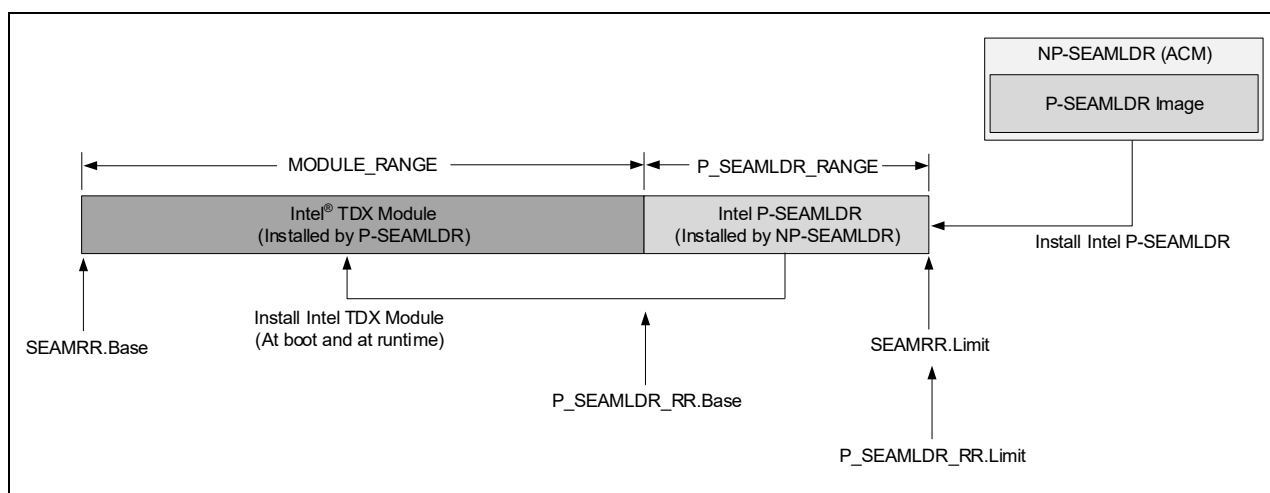 NP-SEAMLDR (ACM)
P-SEAMLDR Image
MODULE_RANGE
P_SEAMLDR_RANGE
Intel® TDX Module
(Installed by P-SEAMLDR)
Intel P-SEAMLDR
(Installed by NP-SEAMLDR)
Install Intel P-SEAMLDR
Install Intel TDX Module
(At boot and at runtime)
SEAMRR.Base
SEAMRR.Limit
P_SEAMLDR_RR.Base
P_SEAMLDR_RR.Limit